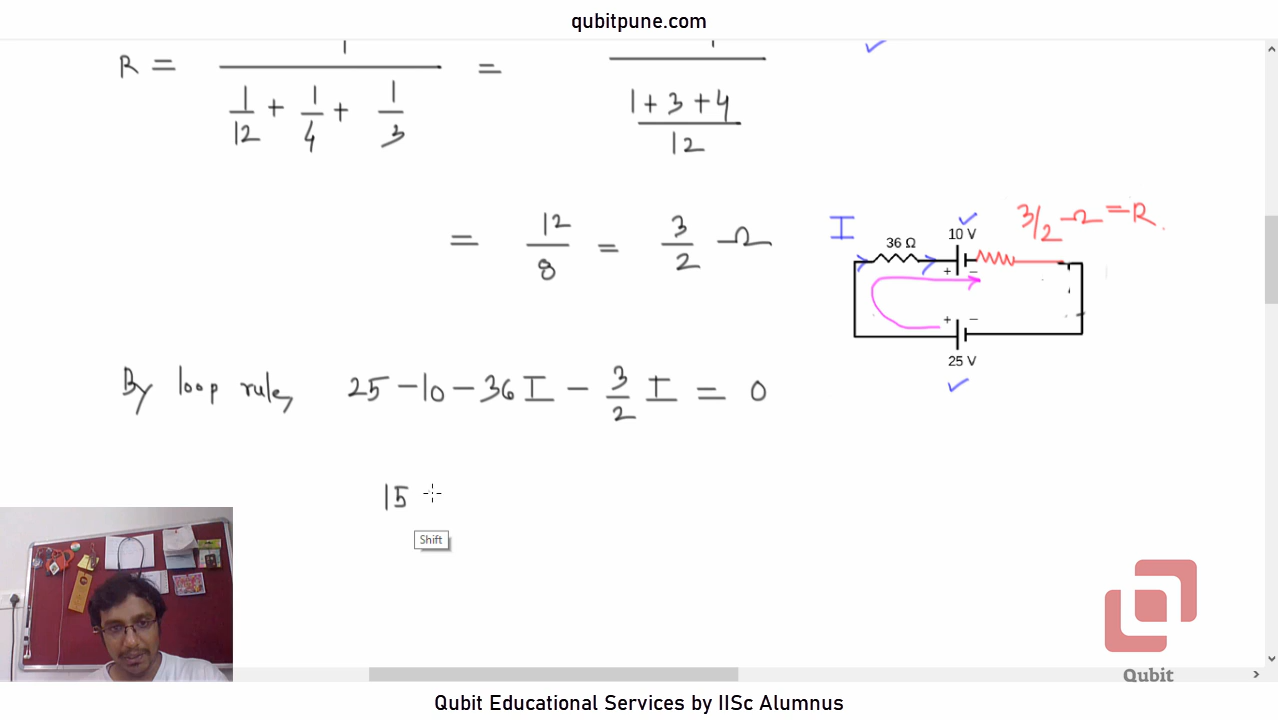 qubitpune.com
R = 1 / (1/12 + 1/4 + 1/3) = 1 / ((1 + 3 + 4)/12)
= 12/8 = 3/2 Ω
I
36 Ω
10 V
3/2 Ω = R.
+ −
+ −
25 V
By loop rule, 25 − 10 − 36 I − 3/2 I = 0
15
Shift
Qubit
Qubit Educational Services by IISc Alumnus